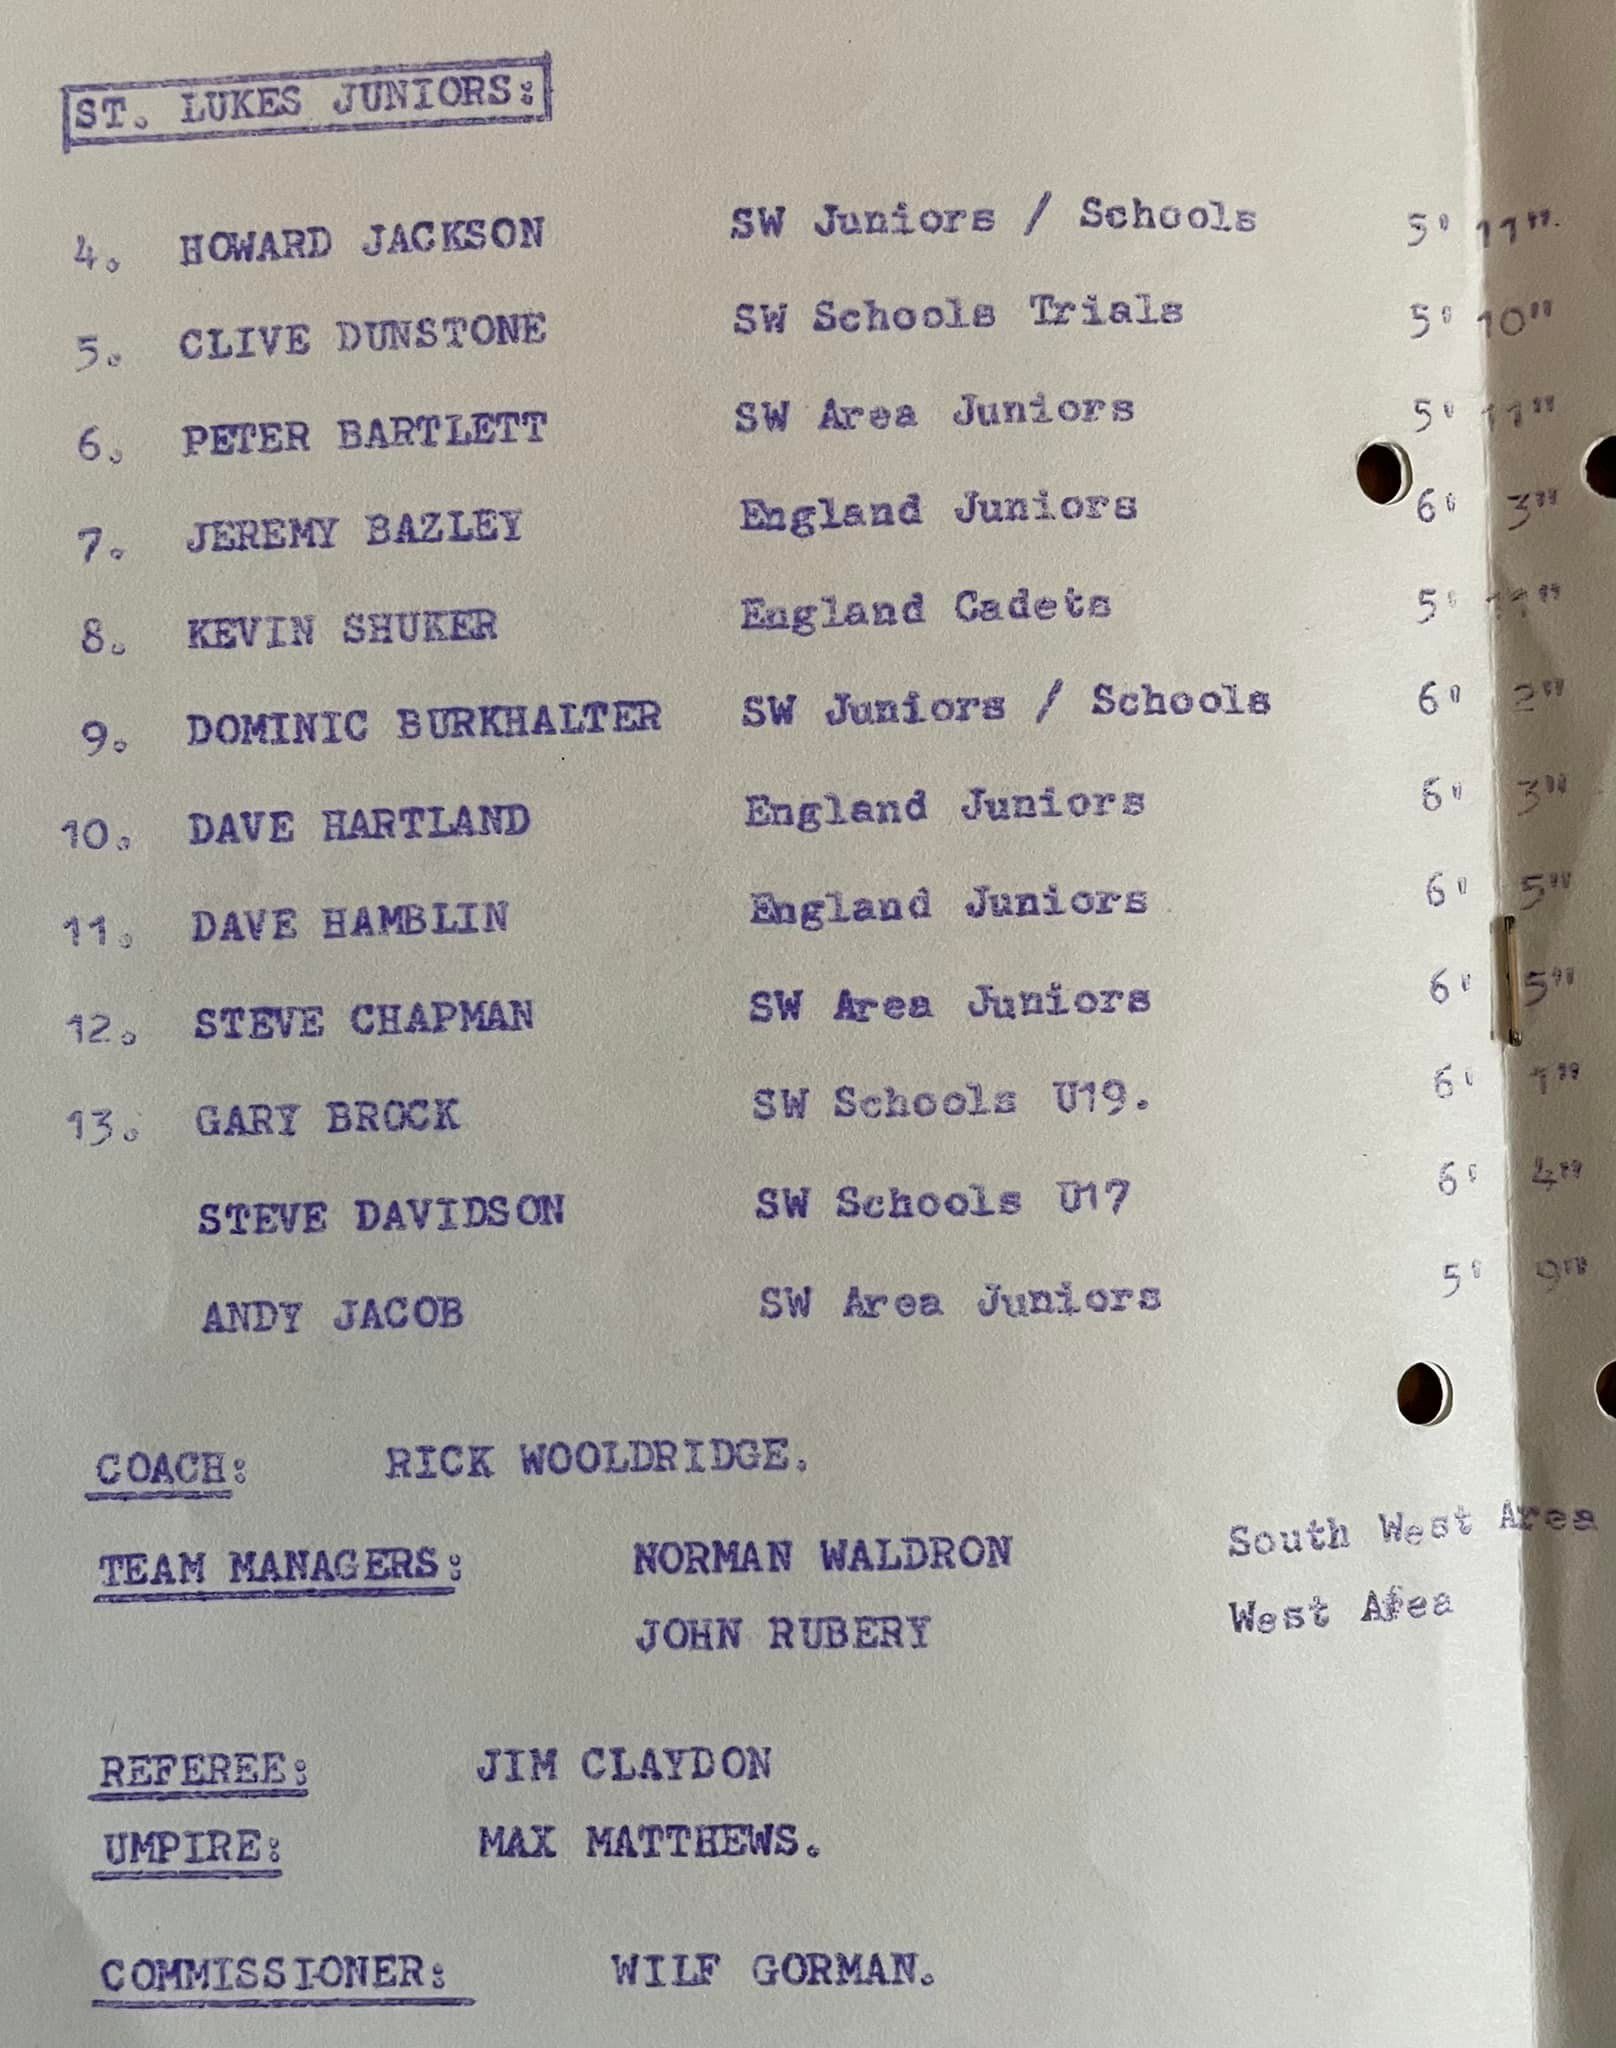 ST. LUKES JUNIORS:
4. HOWARD JACKSON SW Juniors / Schools 5' 11".
5. CLIVE DUNSTONE SW Schools Trials 5' 10"
6. PETER BARTLETT SW Area Juniors 5' 11"
7. JEREMY BAZLEY England Juniors 6' 3"
8. KEVIN SHUKER England Cadets 5' 11"
9. DOMINIC BURKHALTER SW Juniors / Schools 6' 2"
10. DAVE HARTLAND England Juniors 6' 3"
11. DAVE HAMBLIN England Juniors 6' 5"
12. STEVE CHAPMAN SW Area Juniors 6' 5"
13. GARY BROCK SW Schools U19. 6' 1"
STEVE DAVIDSON SW Schools U17 6' 4"
ANDY JACOB SW Area Juniors 5' 9"
COACH: RICK WOOLDRIDGE.
TEAM MANAGERS: NORMAN WALDRON South West Area
JOHN RUBERY West Area
REFEREE: JIM CLAYDON
UMPIRE: MAX MATTHEWS.
COMMISSIONER: WILF GORMAN.